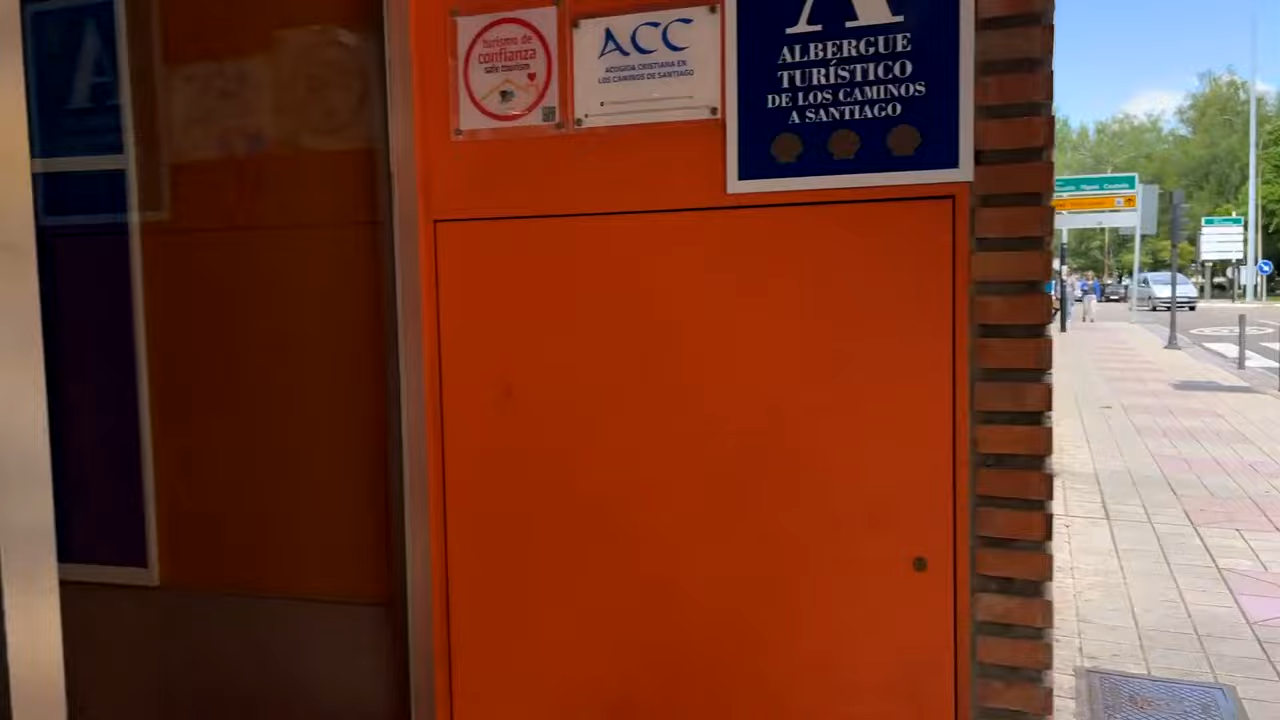 turismo de
confianza
safe tourism
ACC
ACOGIDA CRISTIANA EN
LOS CAMINOS DE SANTIAGO
A
ALBERGUE
TURÍSTICO
DE LOS CAMINOS
A SANTIAGO